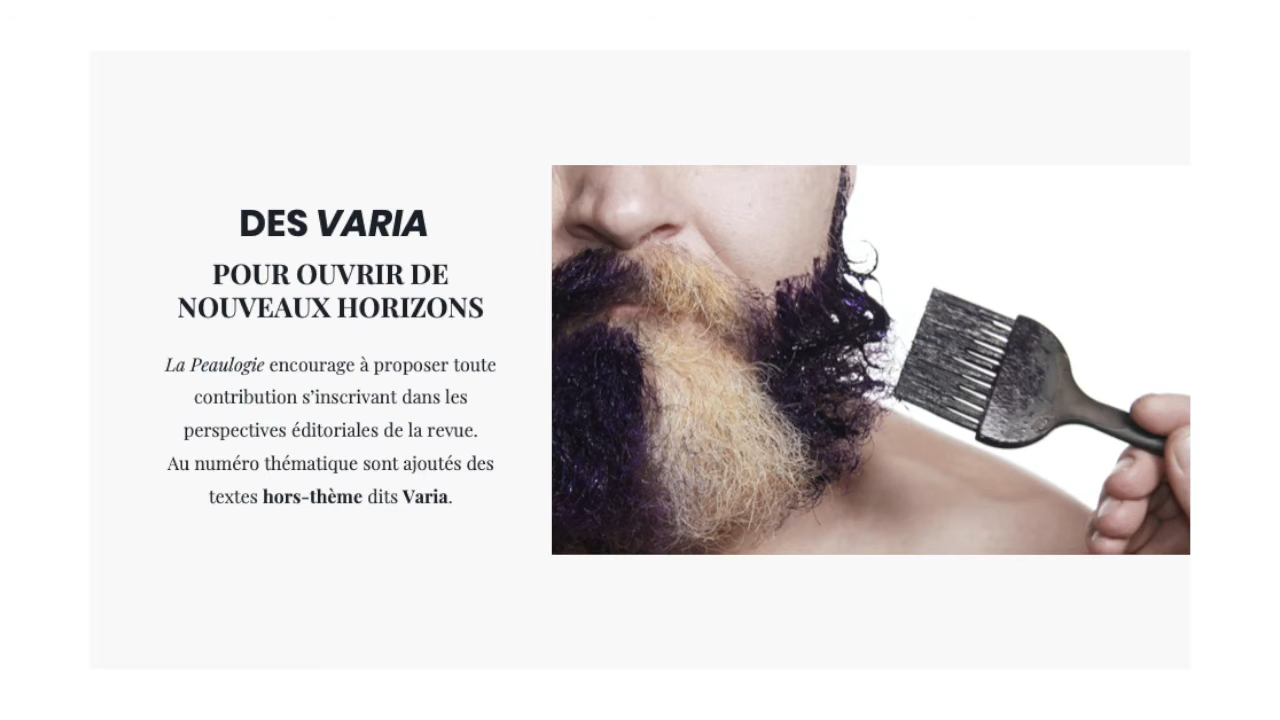 DES VARIA
POUR OUVRIR DE
NOUVEAUX HORIZONS
La Peaulogie encourage à proposer toute
contribution s’inscrivant dans les
perspectives éditoriales de la revue.
Au numéro thématique sont ajoutés des
textes hors-thème dits Varia.